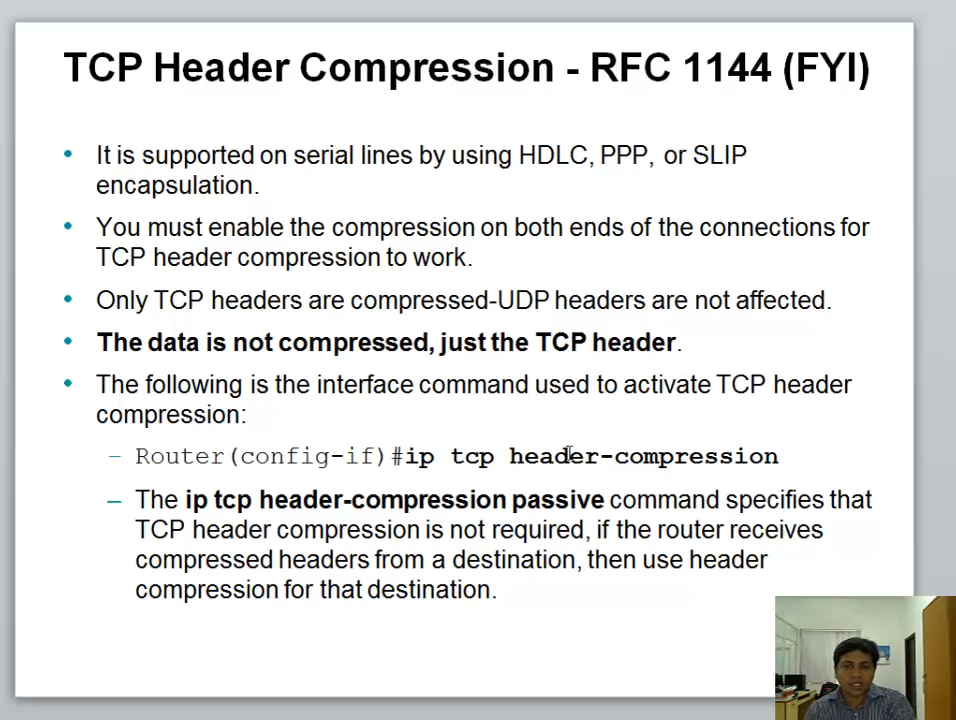 TCP Header Compression - RFC 1144 (FYI)
• It is supported on serial lines by using HDLC, PPP, or SLIP
encapsulation.
• You must enable the compression on both ends of the connections for
TCP header compression to work.
• Only TCP headers are compressed-UDP headers are not affected.
• The data is not compressed, just the TCP header.
• The following is the interface command used to activate TCP header
compression:
– Router(config-if)#ip tcp header-compression
– The ip tcp header-compression passive command specifies that
TCP header compression is not required, if the router receives
compressed headers from a destination, then use header
compression for that destination.